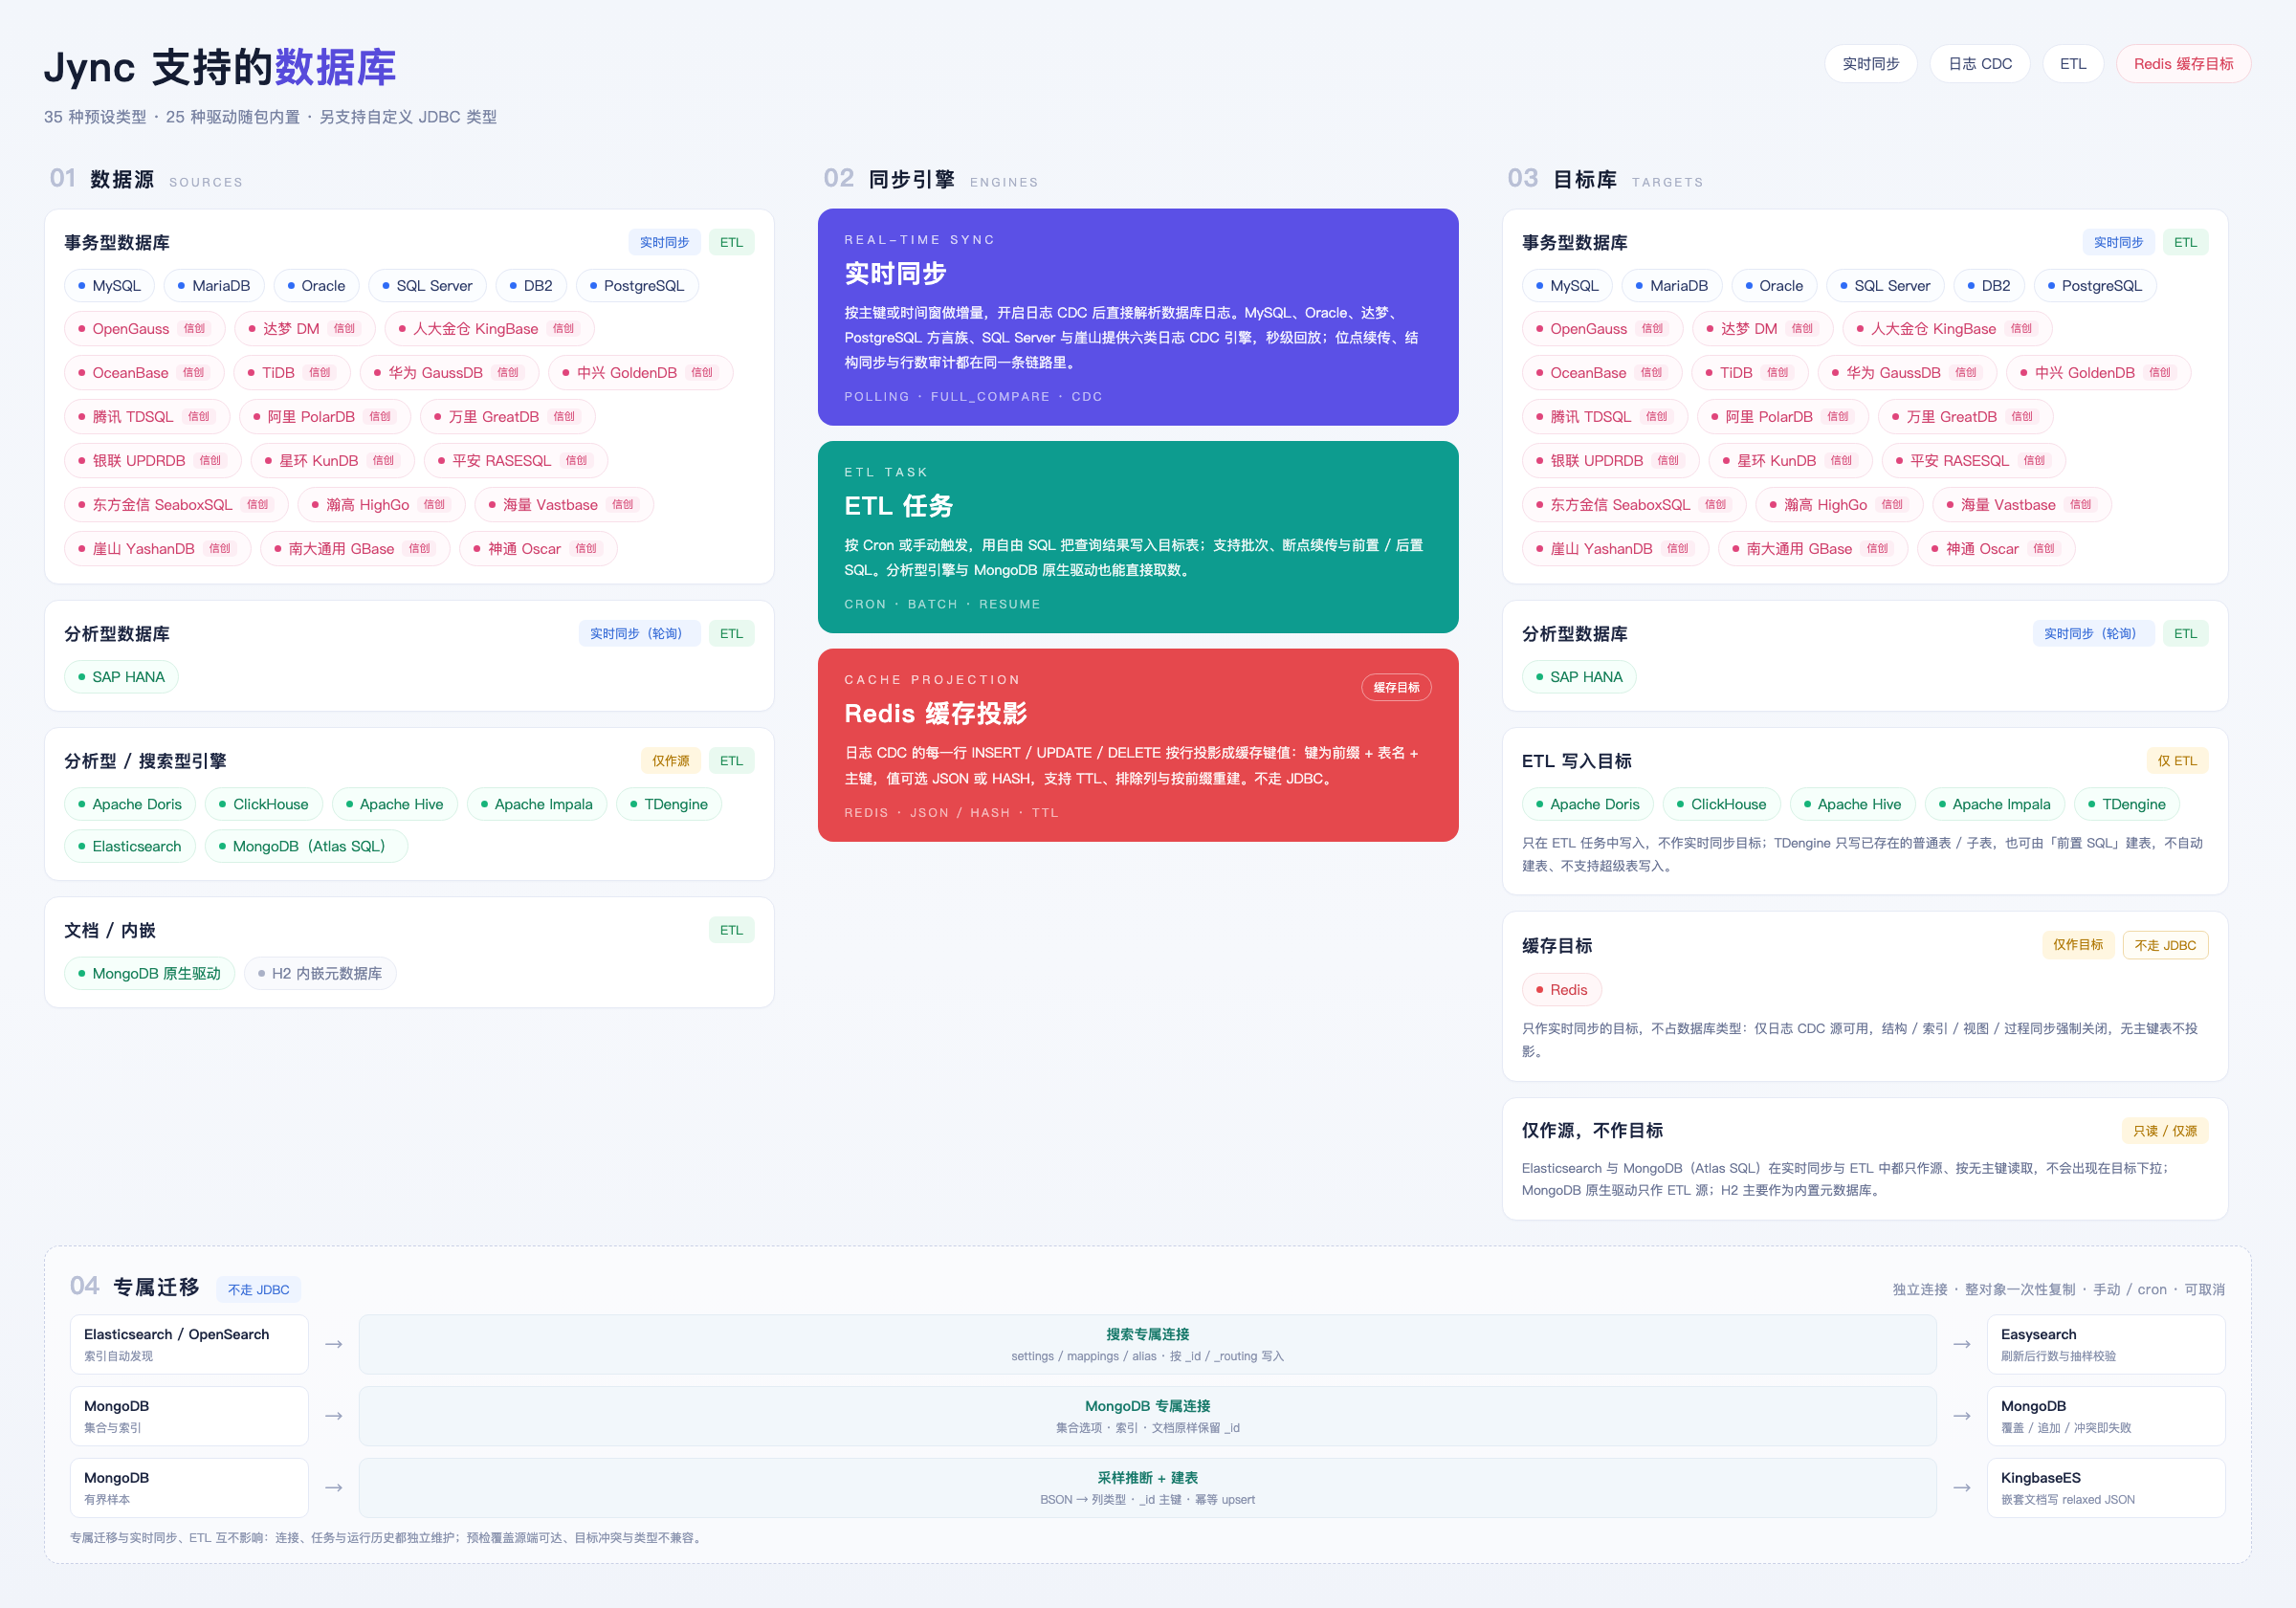 Jync 支持的数据库
35 种预设类型 · 25 种驱动随包内置 · 另支持自定义 JDBC 类型
实时同步 日志 CDC ETL Redis 缓存目标
01 数据源 SOURCES
事务型数据库 实时同步 ETL
MySQL MariaDB Oracle SQL Server DB2 PostgreSQL
OpenGauss 信创 达梦 DM 信创 人大金仓 KingBase 信创
OceanBase 信创 TiDB 信创 华为 GaussDB 信创 中兴 GoldenDB 信创
腾讯 TDSQL 信创 阿里 PolarDB 信创 万里 GreatDB 信创
银联 UPDRDB 信创 星环 KunDB 信创 平安 RASESQL 信创
东方金信 SeaboxSQL 信创 瀚高 HighGo 信创 海量 Vastbase 信创
崖山 YashanDB 信创 南大通用 GBase 信创 神通 Oscar 信创
分析型数据库 实时同步（轮询） ETL
SAP HANA
分析型 / 搜索型引擎 仅作源 ETL
Apache Doris ClickHouse Apache Hive Apache Impala TDengine
Elasticsearch MongoDB（Atlas SQL）
文档 / 内嵌 ETL
MongoDB 原生驱动 H2 内嵌元数据库
02 同步引擎 ENGINES
REAL-TIME SYNC
实时同步
按主键或时间窗做增量，开启日志 CDC 后直接解析数据库日志。MySQL、Oracle、达梦、
PostgreSQL 方言族、SQL Server 与崖山提供六类日志 CDC 引擎，秒级回放；位点续传、结
构同步与行数审计都在同一条链路里。
POLLING · FULL_COMPARE · CDC
ETL TASK
ETL 任务
按 Cron 或手动触发，用自由 SQL 把查询结果写入目标表；支持批次、断点续传与前置 / 后置
SQL。分析型引擎与 MongoDB 原生驱动也能直接取数。
CRON · BATCH · RESUME
CACHE PROJECTION
缓存目标
Redis 缓存投影
日志 CDC 的每一行 INSERT / UPDATE / DELETE 按行投影成缓存键值：键为前缀 + 表名 +
主键，值可选 JSON 或 HASH，支持 TTL、排除列与按前缀重建。不走 JDBC。
REDIS · JSON / HASH · TTL
03 目标库 TARGETS
事务型数据库 实时同步 ETL
MySQL MariaDB Oracle SQL Server DB2 PostgreSQL
OpenGauss 信创 达梦 DM 信创 人大金仓 KingBase 信创
OceanBase 信创 TiDB 信创 华为 GaussDB 信创 中兴 GoldenDB 信创
腾讯 TDSQL 信创 阿里 PolarDB 信创 万里 GreatDB 信创
银联 UPDRDB 信创 星环 KunDB 信创 平安 RASESQL 信创
东方金信 SeaboxSQL 信创 瀚高 HighGo 信创 海量 Vastbase 信创
崖山 YashanDB 信创 南大通用 GBase 信创 神通 Oscar 信创
分析型数据库 实时同步（轮询） ETL
SAP HANA
ETL 写入目标 仅 ETL
Apache Doris ClickHouse Apache Hive Apache Impala TDengine
只在 ETL 任务中写入，不作实时同步目标；TDengine 只写已存在的普通表 / 子表，也可由「前置 SQL」建表，不自动
建表、不支持超级表写入。
缓存目标 仅作目标 不走 JDBC
Redis
只作实时同步的目标，不占数据库类型：仅日志 CDC 源可用，结构 / 索引 / 视图 / 过程同步强制关闭，无主键表不投
影。
仅作源，不作目标 只读 / 仅源
Elasticsearch 与 MongoDB（Atlas SQL）在实时同步与 ETL 中都只作源、按无主键读取，不会出现在目标下拉；
MongoDB 原生驱动只作 ETL 源；H2 主要作为内置元数据库。
04 专属迁移 不走 JDBC
独立连接 · 整对象一次性复制 · 手动 / cron · 可取消
Elasticsearch / OpenSearch
索引自动发现
→
搜索专属连接
settings / mappings / alias · 按 _id / _routing 写入
→
Easysearch
刷新后行数与抽样校验
MongoDB
集合与索引
→
MongoDB 专属连接
集合选项 · 索引 · 文档原样保留 _id
→
MongoDB
覆盖 / 追加 / 冲突即失败
MongoDB
有界样本
→
采样推断 + 建表
BSON → 列类型 · _id 主键 · 幂等 upsert
→
KingbaseES
嵌套文档写 relaxed JSON
专属迁移与实时同步、ETL 互不影响：连接、任务与运行历史都独立维护；预检覆盖源端可达、目标冲突与类型不兼容。